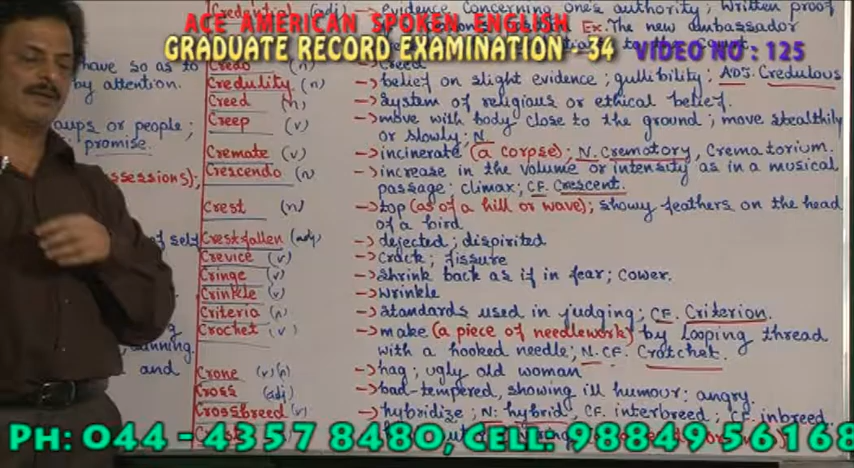 Credential (adj) → evidence concerning one's authority; written proof
ACE AMERICAN SPOKEN ENGLISH
Ex. The new ambassador
GRADUATE RECORD EXAMINATION - 34 VIDEO NO : 125
have so as to
Credo (n) → creed
by attention.
Credulity (n) → belief on slight evidence; gullibility; ADJ. Credulous
Creed (n) → system of religious or ethical belief.
Creep (v) → move with body close to the ground; move stealthily
or slowly; N.
aups or people;
promise.
Cremate (v) → incinerate (a corpse); N. Crematory, Crematorium.
Crescendo (n) → increase in the volume or intensity as in a musical
ssessions);
passage; climax; CF. Crescent.
Crest (n) → top (as of a hill or wave); showy feathers on the head
of a bird.
of self
Crestfallen (adj) → dejected; dispirited
Crevice (v) → crack; fissure
Cringe (v) → shrink back as if in fear; cower.
Crinkle (v) → wrinkle
Criteria (n) → standards used in judging; CF. Criterion.
Crochet (v) → make (a piece of needlework) by looping thread
with a hooked needle; N. CF. Crotchet.
and
Crone (v) (n) → hag; ugly old woman
Cross (adj) → bad-tempered, showing ill humour; angry.
Crossbreed (v) → hybridize; N: hybrid, CF. interbreed; CF. inbreed.
PH: 044 - 4357 8480, CELL: 98849 56168